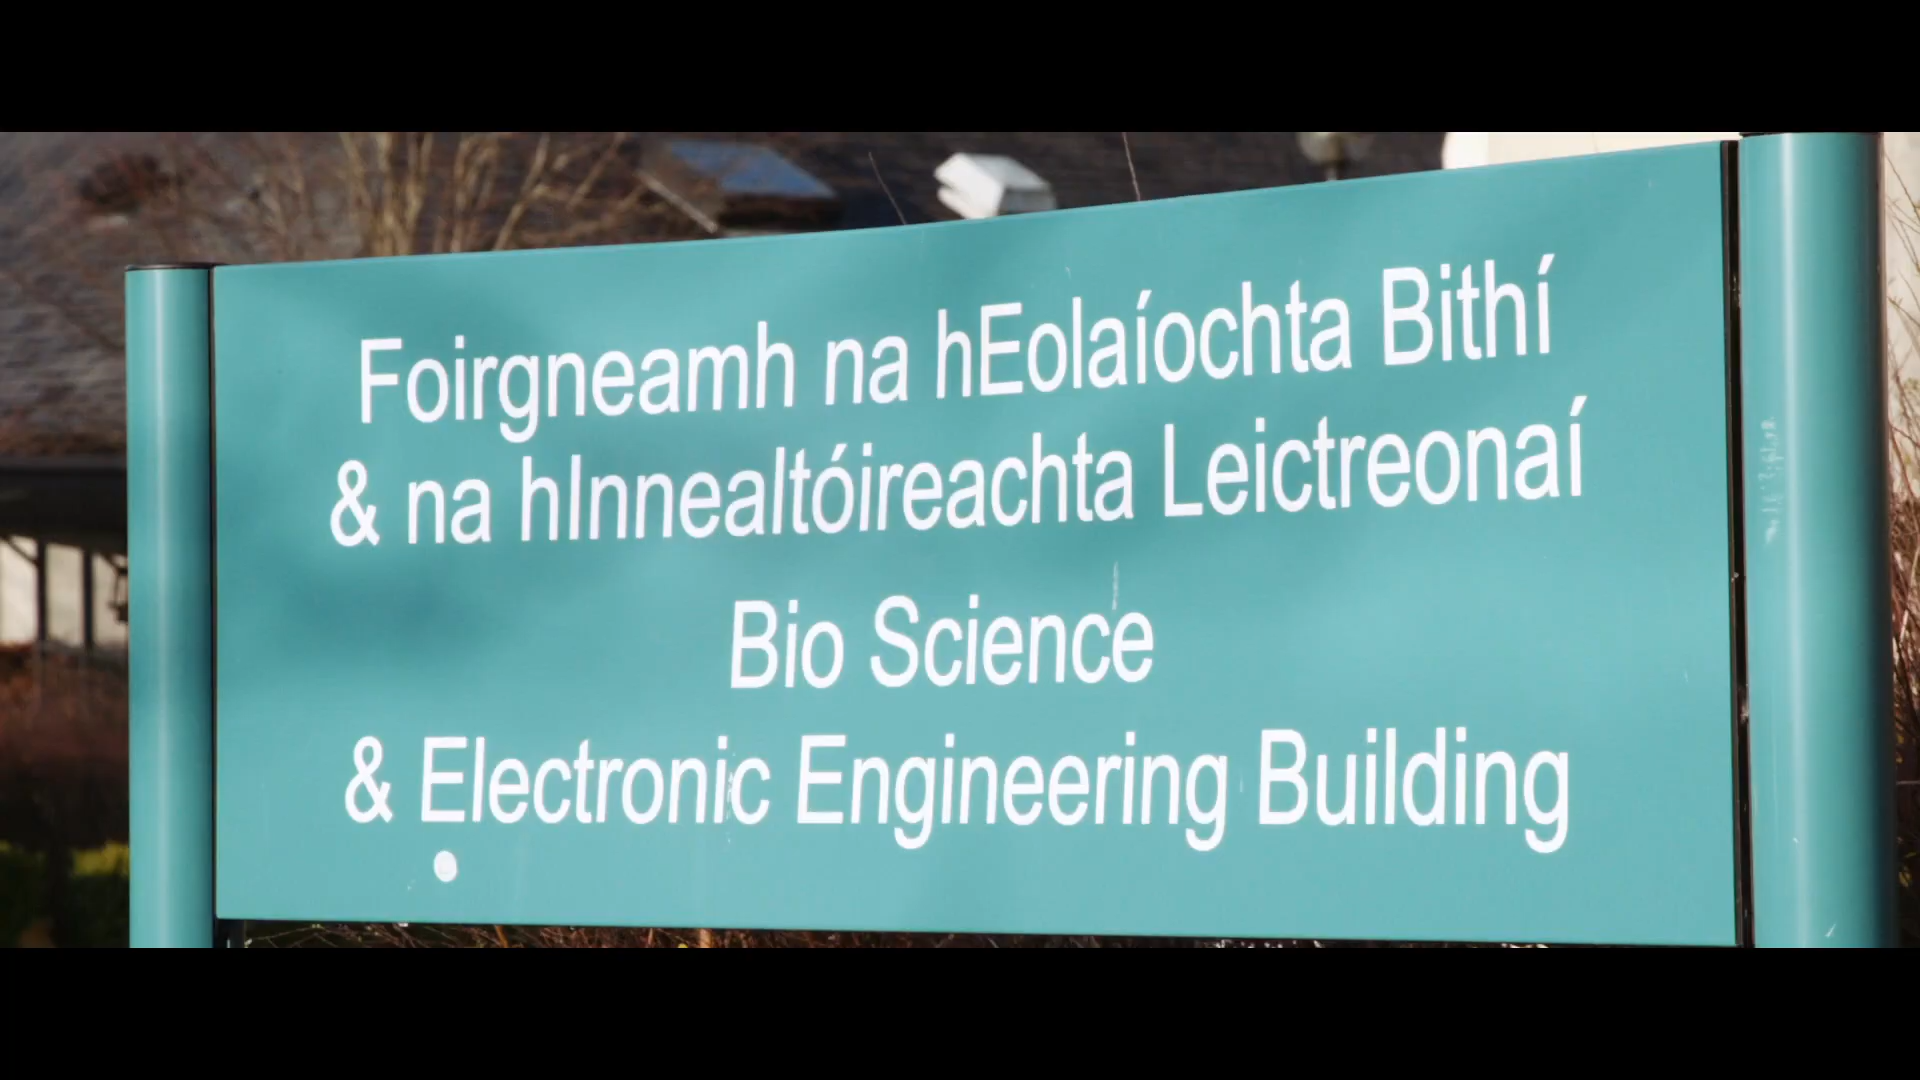 Foirgneamh na hEolaíochta Bithí
& na hInnealtóireachta Leictreonaí
Bio Science
& Electronic Engineering Building